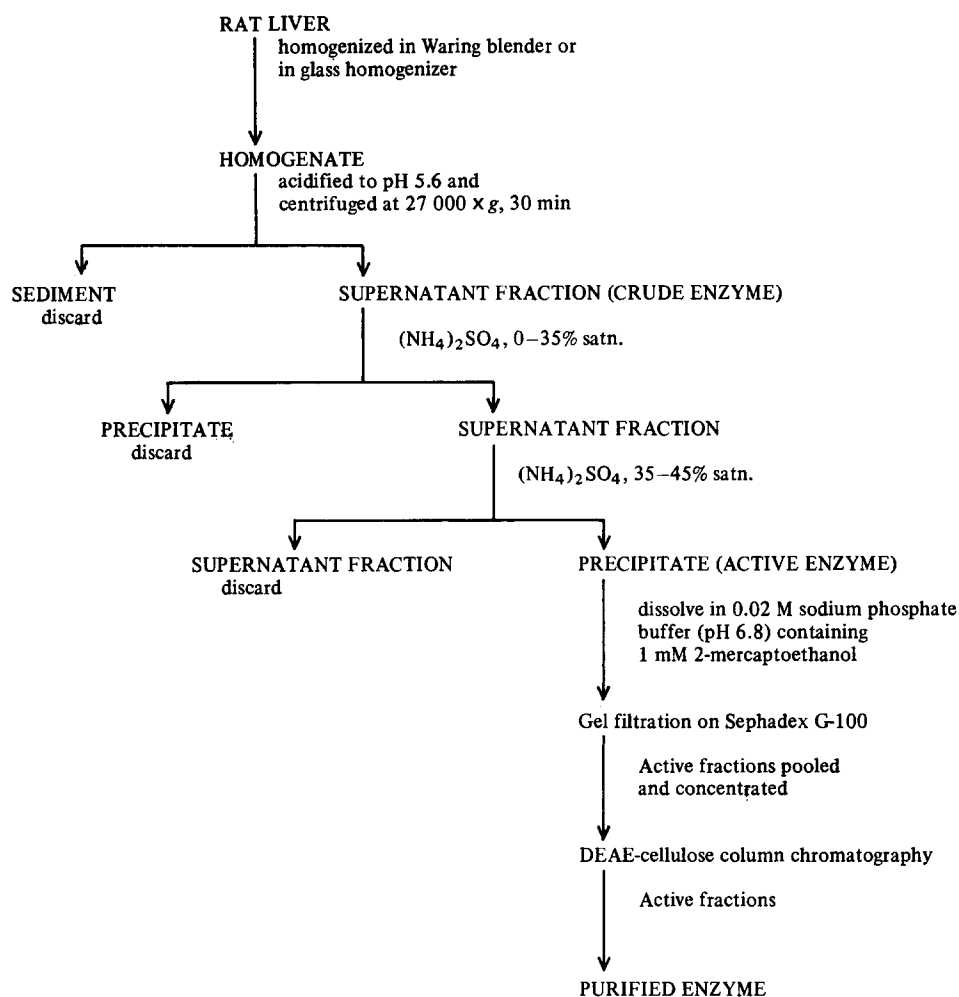 RAT LIVER
homogenized in Waring blender or
in glass homogenizer
HOMOGENATE
acidified to pH 5.6 and
centrifuged at 27 000 × g, 30 min
SEDIMENT
discard
SUPERNATANT FRACTION (CRUDE ENZYME)
(NH4)2SO4, 0–35% satn.
PRECIPITATE
discard
SUPERNATANT FRACTION
(NH4)2SO4, 35–45% satn.
SUPERNATANT FRACTION
discard
PRECIPITATE (ACTIVE ENZYME)
dissolve in 0.02 M sodium phosphate
buffer (pH 6.8) containing
1 mM 2-mercaptoethanol
Gel filtration on Sephadex G-100
Active fractions pooled
and concentrated
DEAE-cellulose column chromatography
Active fractions
PURIFIED ENZYME